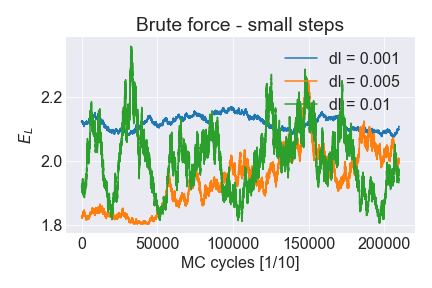 Brute force - small steps
dl = 0.001
dl = 0.005
dl = 0.01
E_L
2.2
2.0
1.8
0 50000 100000 150000 200000
MC cycles [1/10]